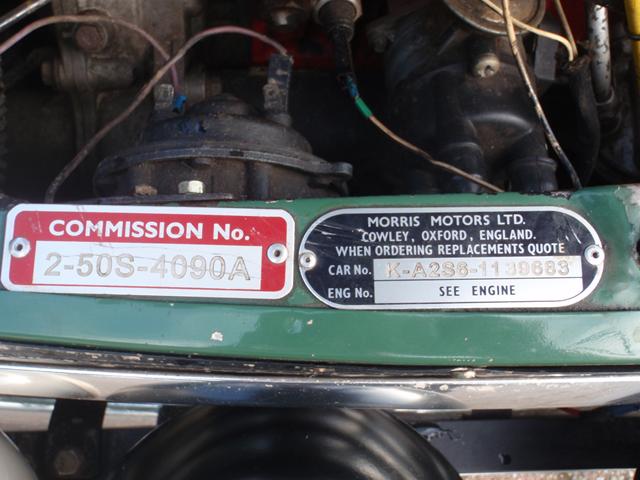 COMMISSION No.
2-50S-4090A
MORRIS MOTORS LTD.
COWLEY, OXFORD, ENGLAND.
WHEN ORDERING REPLACEMENTS QUOTE
CAR No. K-A2S6-1139683
ENG No. SEE ENGINE